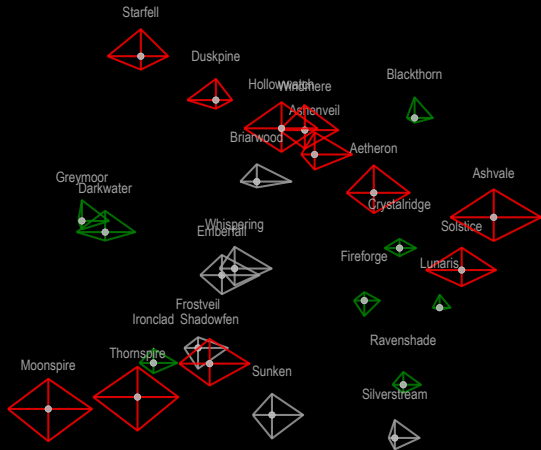 Starfell
Duskpine
Blackthorn
Hollowwatch
Windmere
Ashenveil
Briarwood
Aetheron
Ashvale
Greymoor
Darkwater
Crystalridge
Solstice
Whispering
Emberfall
Fireforge
Lunaris
Frostveil
Ironclad
Shadowfen
Ravenshade
Thornspire
Moonspire
Sunken
Silverstream